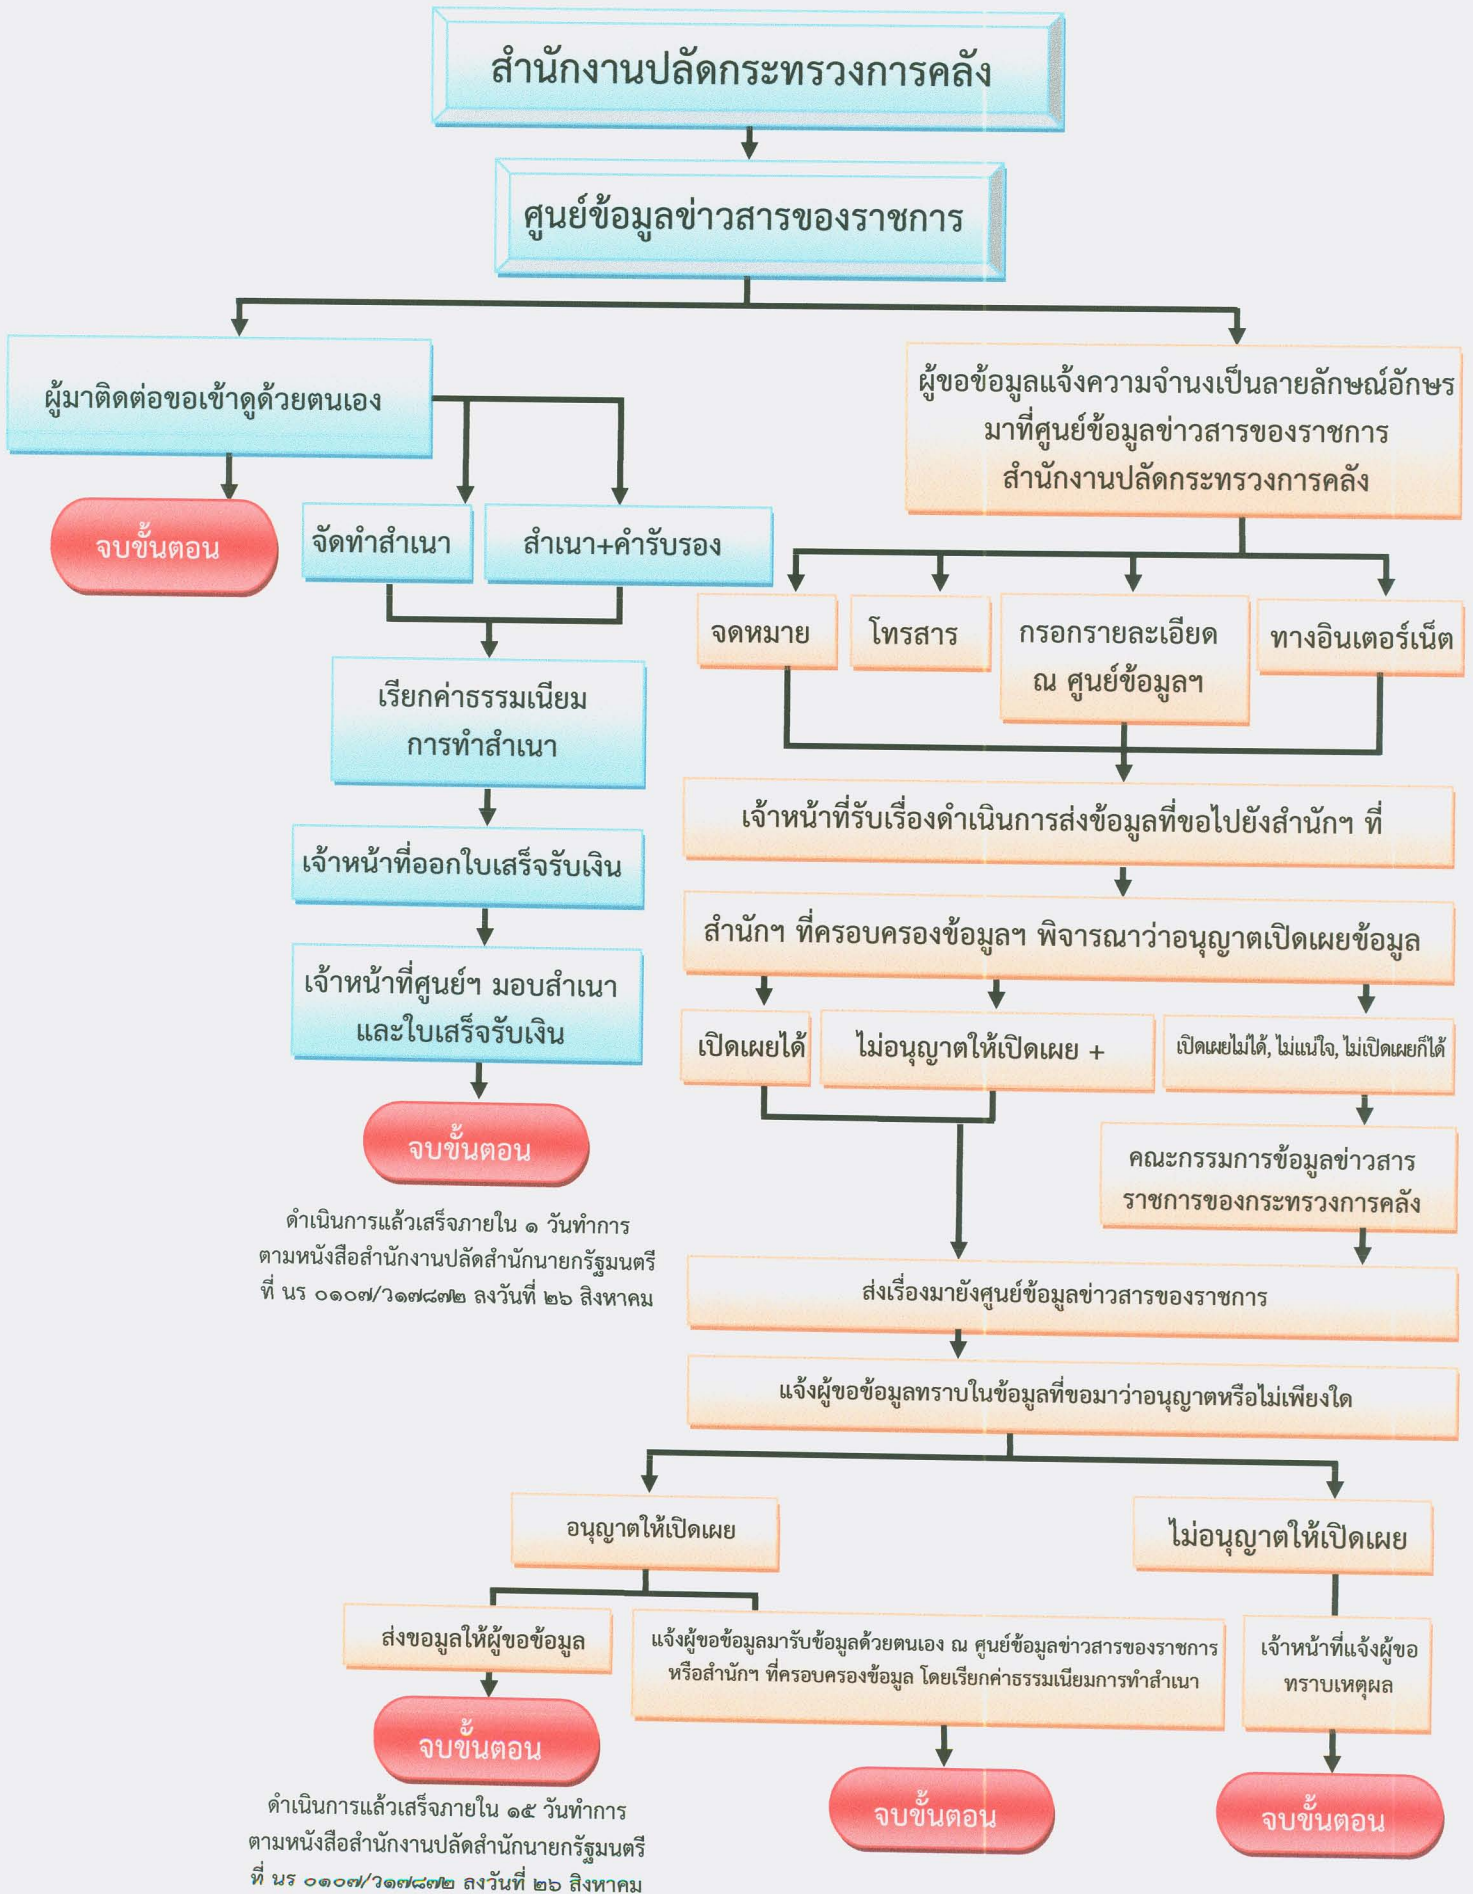 สำนักงานปลัดกระทรวงการคลัง
ศูนย์ข้อมูลข่าวสารของราชการ
ผู้มาติดต่อขอเข้าดูด้วยตนเอง
จบขั้นตอน
จัดทำสำเนา
สำเนา+คำรับรอง
เรียกค่าธรรมเนียม
การทำสำเนา
เจ้าหน้าที่ออกใบเสร็จรับเงิน
เจ้าหน้าที่ศูนย์ฯ มอบสำเนา
และใบเสร็จรับเงิน
จบขั้นตอน
ดำเนินการแล้วเสร็จภายใน ๑ วันทำการ
ตามหนังสือสำนักงานปลัดสำนักนายกรัฐมนตรี
ที่ นร ๐๑๐๗/ว๑๗๘๗๒ ลงวันที่ ๒๖ สิงหาคม
ผู้ขอข้อมูลแจ้งความจำนงเป็นลายลักษณ์อักษร
มาที่ศูนย์ข้อมูลข่าวสารของราชการ
สำนักงานปลัดกระทรวงการคลัง
จดหมาย
โทรสาร
กรอกรายละเอียด
ณ ศูนย์ข้อมูลฯ
ทางอินเตอร์เน็ต
เจ้าหน้าที่รับเรื่องดำเนินการส่งข้อมูลที่ขอไปยังสำนักฯ ที่
สำนักฯ ที่ครอบครองข้อมูลฯ พิจารณาว่าอนุญาตเปิดเผยข้อมูล
เปิดเผยได้
ไม่อนุญาตให้เปิดเผย +
เปิดเผยไม่ได้, ไม่แน่ใจ, ไม่เปิดเผยก็ได้
คณะกรรมการข้อมูลข่าวสาร
ราชการของกระทรวงการคลัง
ส่งเรื่องมายังศูนย์ข้อมูลข่าวสารของราชการ
แจ้งผู้ขอข้อมูลทราบในข้อมูลที่ขอมาว่าอนุญาตหรือไม่เพียงใด
อนุญาตให้เปิดเผย
ไม่อนุญาตให้เปิดเผย
ส่งขอมูลให้ผู้ขอข้อมูล
แจ้งผู้ขอข้อมูลมารับข้อมูลด้วยตนเอง ณ ศูนย์ข้อมูลข่าวสารของราชการ
หรือสำนักฯ ที่ครอบครองข้อมูล โดยเรียกค่าธรรมเนียมการทำสำเนา
เจ้าหน้าที่แจ้งผู้ขอ
ทราบเหตุผล
จบขั้นตอน
จบขั้นตอน
จบขั้นตอน
ดำเนินการแล้วเสร็จภายใน ๑๕ วันทำการ
ตามหนังสือสำนักงานปลัดสำนักนายกรัฐมนตรี
ที่ นร ๐๑๐๗/ว๑๗๘๗๒ ลงวันที่ ๒๖ สิงหาคม